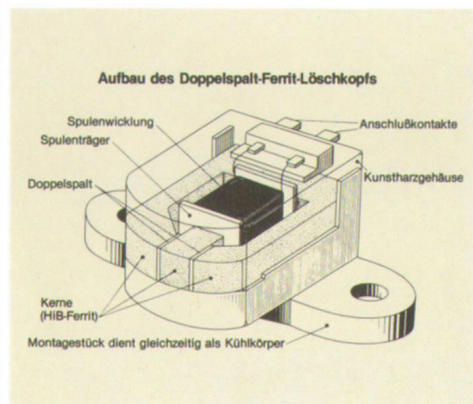 Aufbau des Doppelspalt-Ferrit-Löschkopfs
Spulenwicklung
Spulenträger
Anschlußkontakte
Kunstharzgehäuse
Doppelspalt
Kerne
(HiB-Ferrit)
Montagestück dient gleichzeitig als Kühlkörper